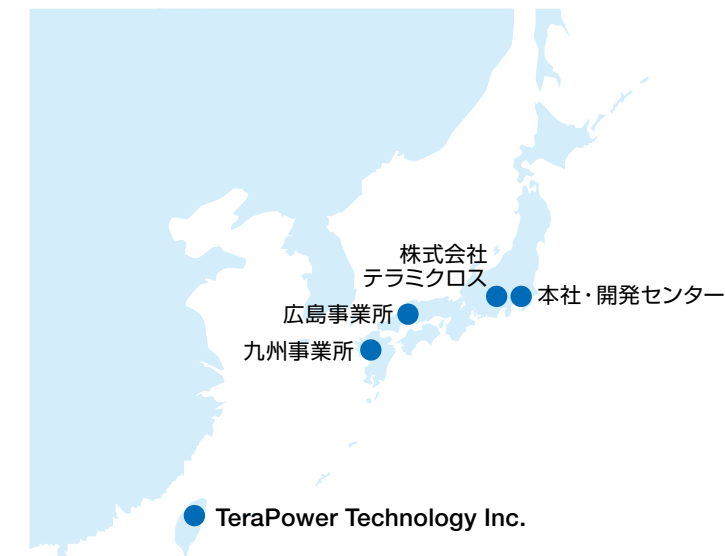 株式会社
テラミクロス
本社・開発センター
広島事業所
九州事業所
TeraPower Technology Inc.